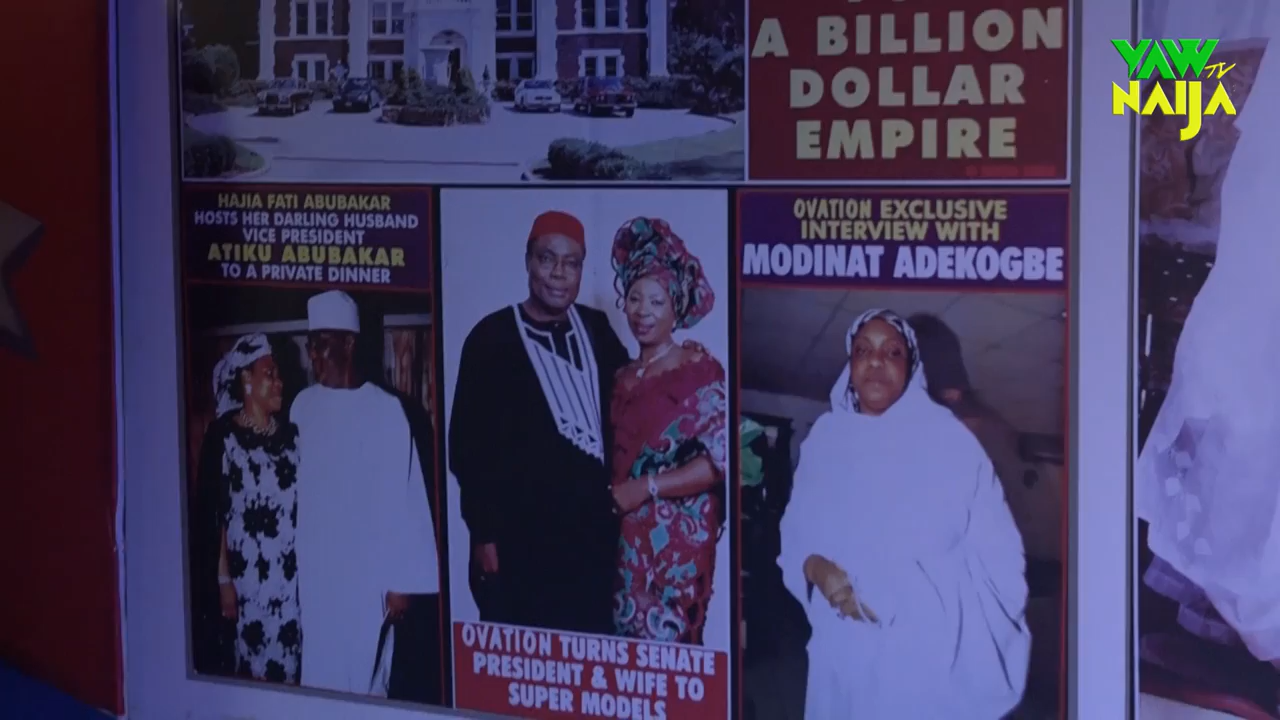 A BILLION
DOLLAR
EMPIRE
YAW TV
NAIJA
HAJIA FATI ABUBAKAR
HOSTS HER DARLING HUSBAND
VICE PRESIDENT
ATIKU ABUBAKAR
TO A PRIVATE DINNER
OVATION EXCLUSIVE
INTERVIEW WITH
MODINAT ADEKOGBE
OVATION TURNS SENATE
PRESIDENT & WIFE TO
SUPER MODELS